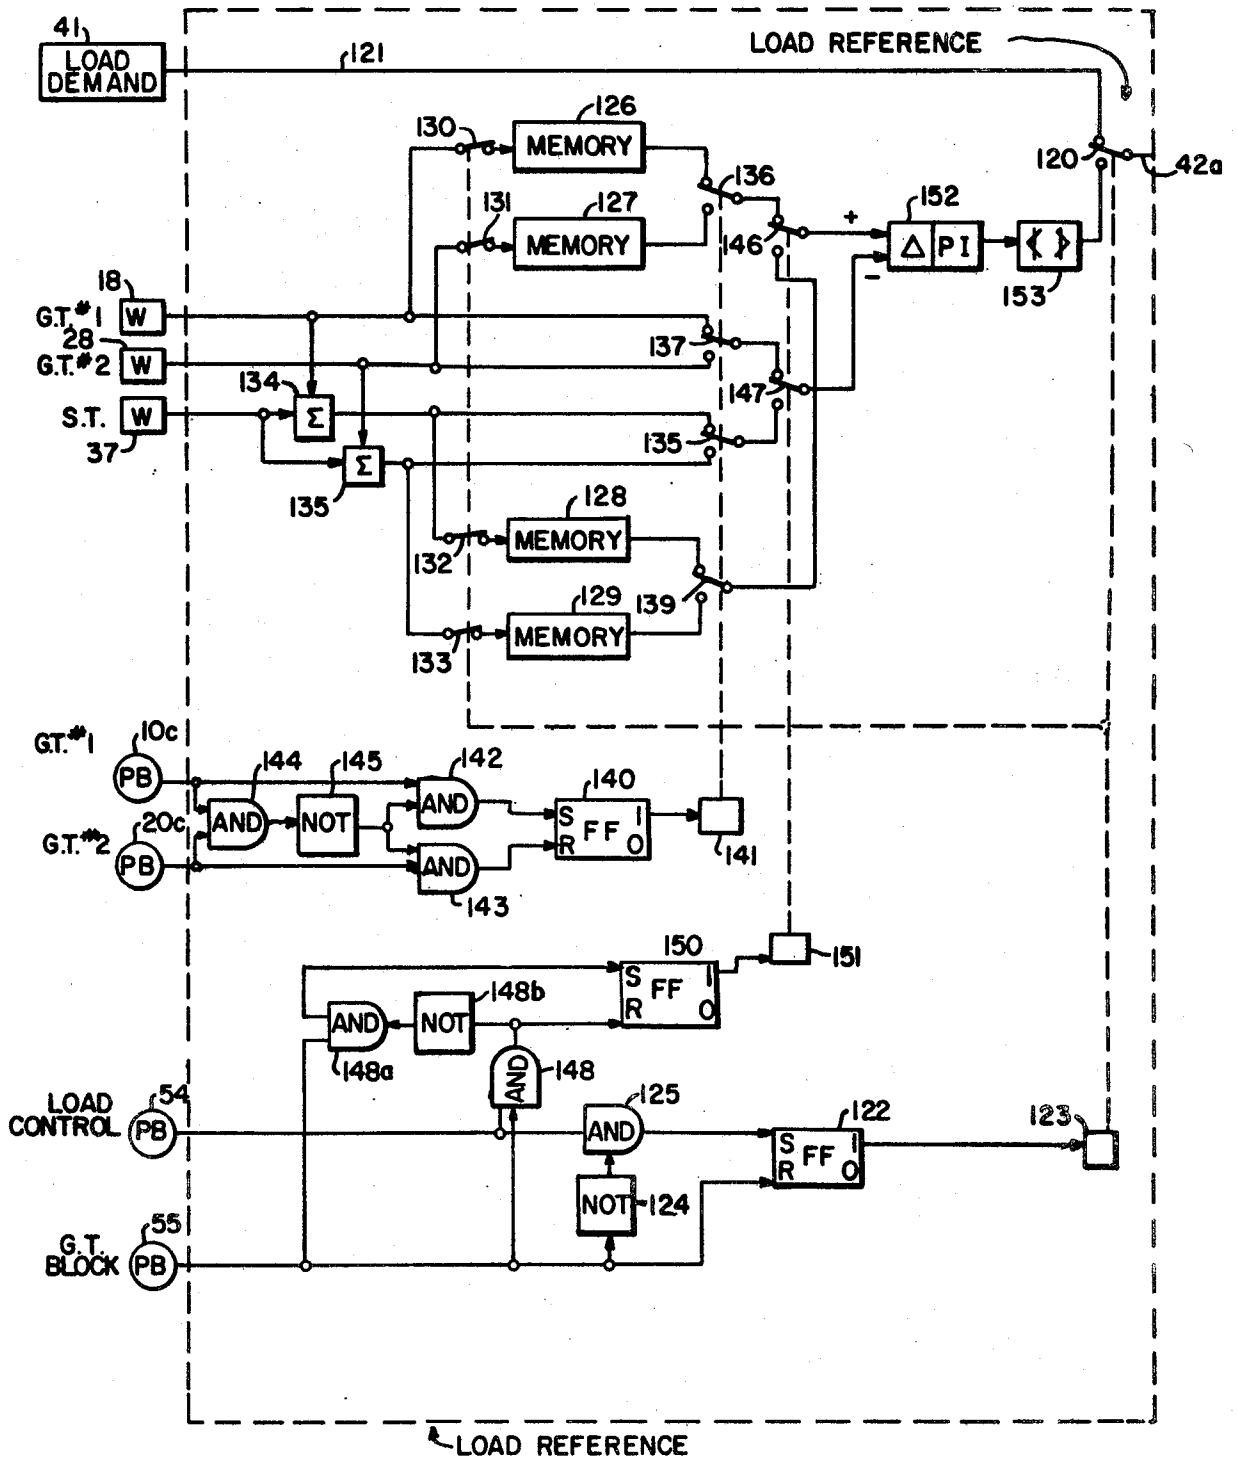 41
LOAD
DEMAND
121
LOAD REFERENCE
120
42a
130
126
MEMORY
131
127
MEMORY
136
146
+
-
152
Δ PI
153
G.T.#1
18
W
G.T.#2
28
W
S.T.
W
37
134
Σ
135
Σ
137
147
135
132
128
MEMORY
139
133
129
MEMORY
G.T.#1
10c
PB
G.T.#2
20c
PB
144
AND
145
NOT
142
AND
143
AND
140
S FF 1
R 0
141
150
S FF 1
R 0
151
148b
NOT
AND
148a
AND
148
LOAD
CONTROL
54
PB
125
AND
NOT
124
122
S FF 1
R 0
123
G.T.
BLOCK
55
PB
LOAD REFERENCE